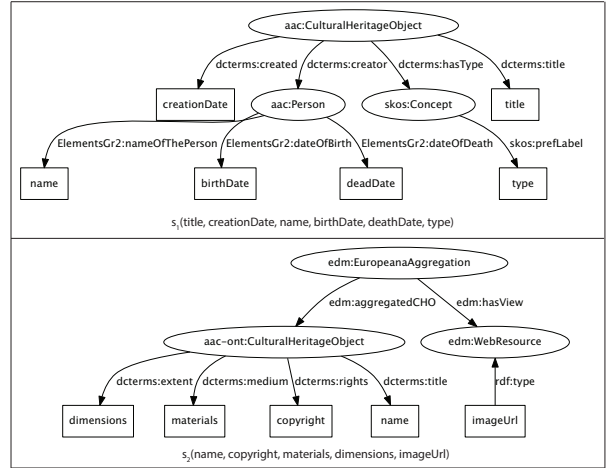 aac:CulturalHeritageObject
dcterms:created dcterms:creator dcterms:hasType dcterms:title
creationDate aac:Person skos:Concept title
ElementsGr2:nameOfThePerson ElementsGr2:dateOfBirth ElementsGr2:dateOfDeath skos:prefLabel
name birthDate deadDate type
s1(title, creationDate, name, birthDate, deathDate, type)
edm:EuropeanaAggregation
edm:aggregatedCHO edm:hasView
aac-ont:CulturalHeritageObject edm:WebResource
dcterms:extent dcterms:medium dcterms:rights dcterms:title rdf:type
dimensions materials copyright name imageUrl
s2(name, copyright, materials, dimensions, imageUrl)